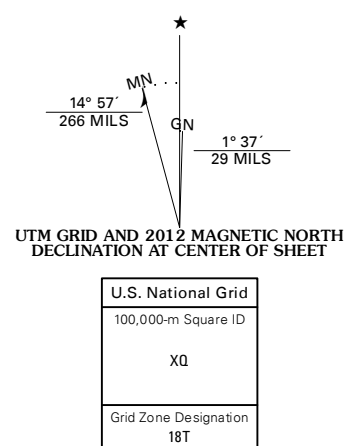 ★
MN
14° 57´
266 MILS
GN
1° 37´
29 MILS
UTM GRID AND 2012 MAGNETIC NORTH
DECLINATION AT CENTER OF SHEET
U.S. National Grid
100,000-m Square ID
XQ
Grid Zone Designation
18T